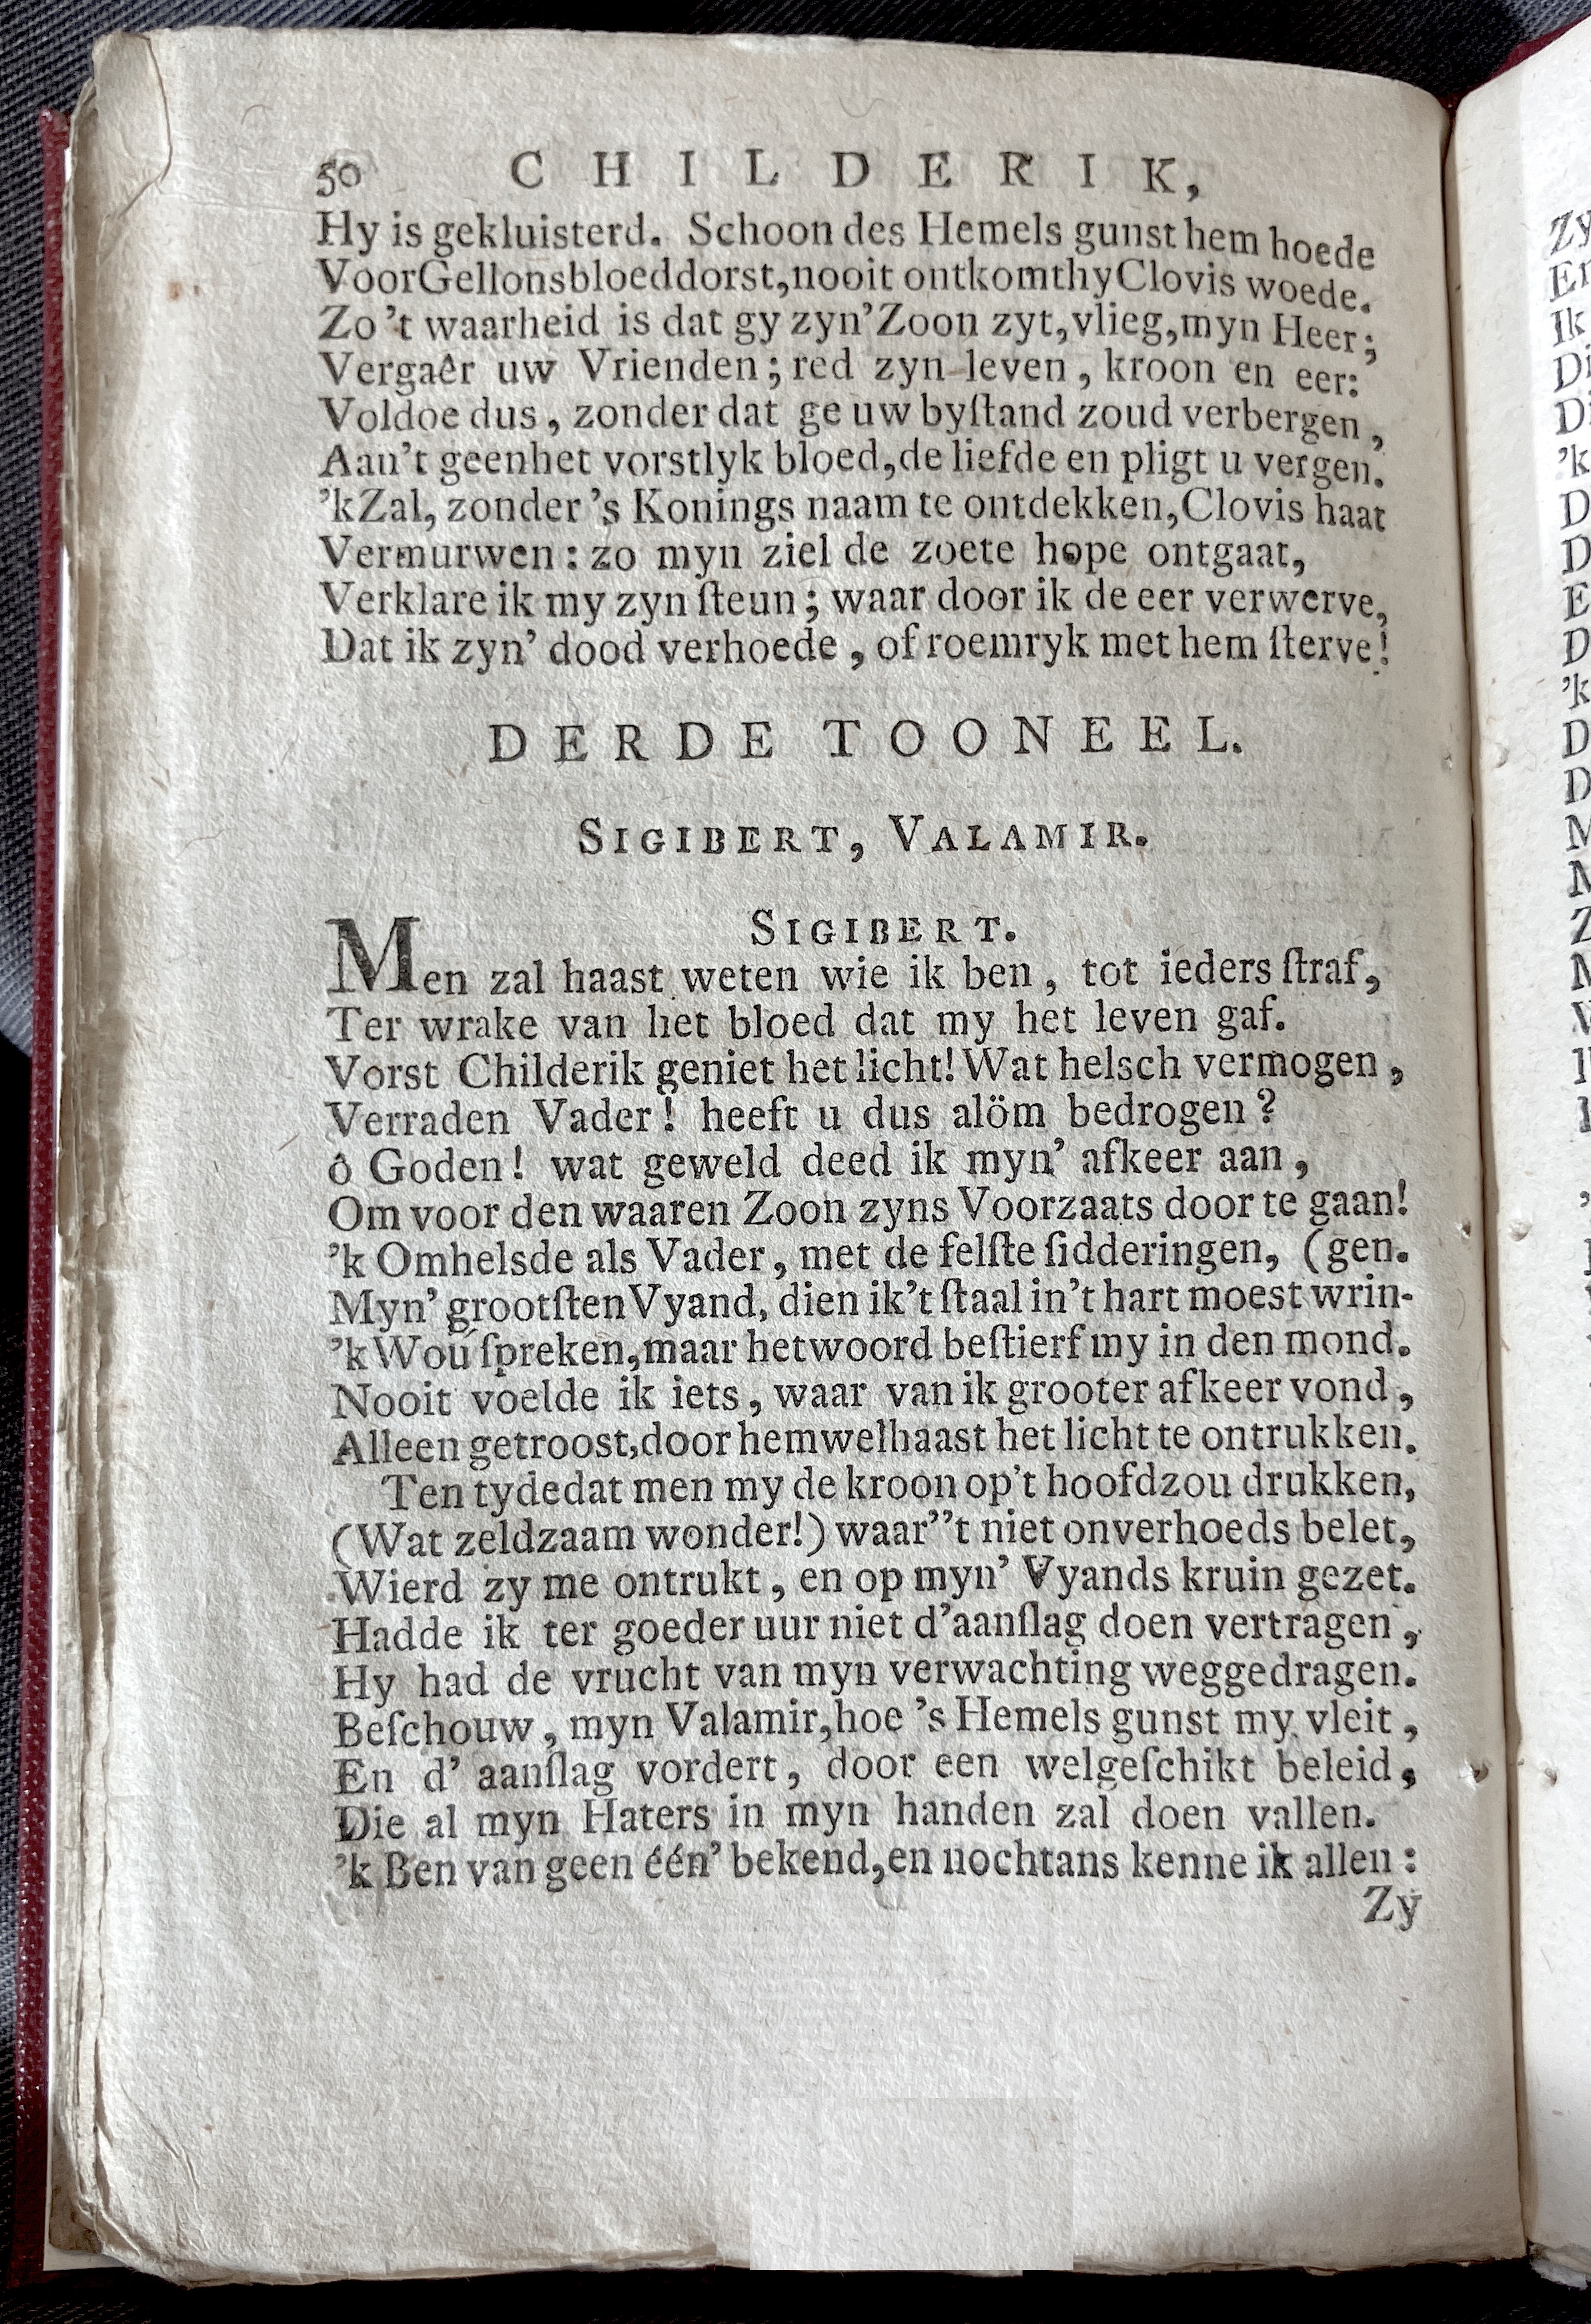 50 CHILDERIK,
Hy is gekluisterd. Schoon des Hemels gunst hem hoede
Voor Gellons bloeddorst, nooit ontkomt hy Clovis woede.
Zo 't waarheid is dat gy zyn' Zoon zyt, vlieg, myn Heer;
Vergaêr uw Vrienden; red zyn leven, kroon en eer:
Voldoe dus, zonder dat ge uw byſtand zoud verbergen,
Aan 't geen het vorstlyk bloed, de liefde en pligt u vergen.
'k Zal, zonder 's Konings naam te ontdekken, Clovis haat
Vermurwen: zo myn ziel de zoete hope ontgaat,
Verklare ik my zyn ſteun; waar door ik de eer verwerve,
Dat ik zyn' dood verhoede, of roemryk met hem ſterve!
DERDE TOONEEL.
SIGIBERT, VALAMIR.
SIGIBERT.
Men zal haast weten wie ik ben, tot ieders ſtraf,
Ter wrake van het bloed dat my het leven gaf.
Vorst Childerik geniet het licht! Wat helsch vermogen,
Verraden Vader! heeft u dus alöm bedrogen?
ô Goden! wat geweld deed ik myn' afkeer aan,
Om voor den waaren Zoon zyns Voorzaats door te gaan!
'k Omhelsde als Vader, met de felſte ſidderingen, (gen.
Myn' grootſten Vyand, dien ik 't ſtaal in 't hart moest wrin-
'k Wou ſpreken, maar het woord beſtierf my in den mond.
Nooit voelde ik iets, waar van ik grooter afkeer vond,
Alleen getroost, door hem welhaast het licht te ontrukken.
Ten tyde dat men my de kroon op 't hoofd zou drukken,
(Wat zeldzaam wonder!) waar" 't niet onverhoeds belet,
Wierd zy me ontrukt, en op myn' Vyands kruin gezet.
Hadde ik ter goeder uur niet d'aanſlag doen vertragen,
Hy had de vrucht van myn verwachting weggedragen.
Beſchouw, myn Valamir, hoe 's Hemels gunst my vleit,
En d' aanſlag vordert, door een welgeſchikt beleid,
Die al myn Haters in myn handen zal doen vallen.
'k Ben van geen één' bekend, en nochtans kenne ik allen:
Zy